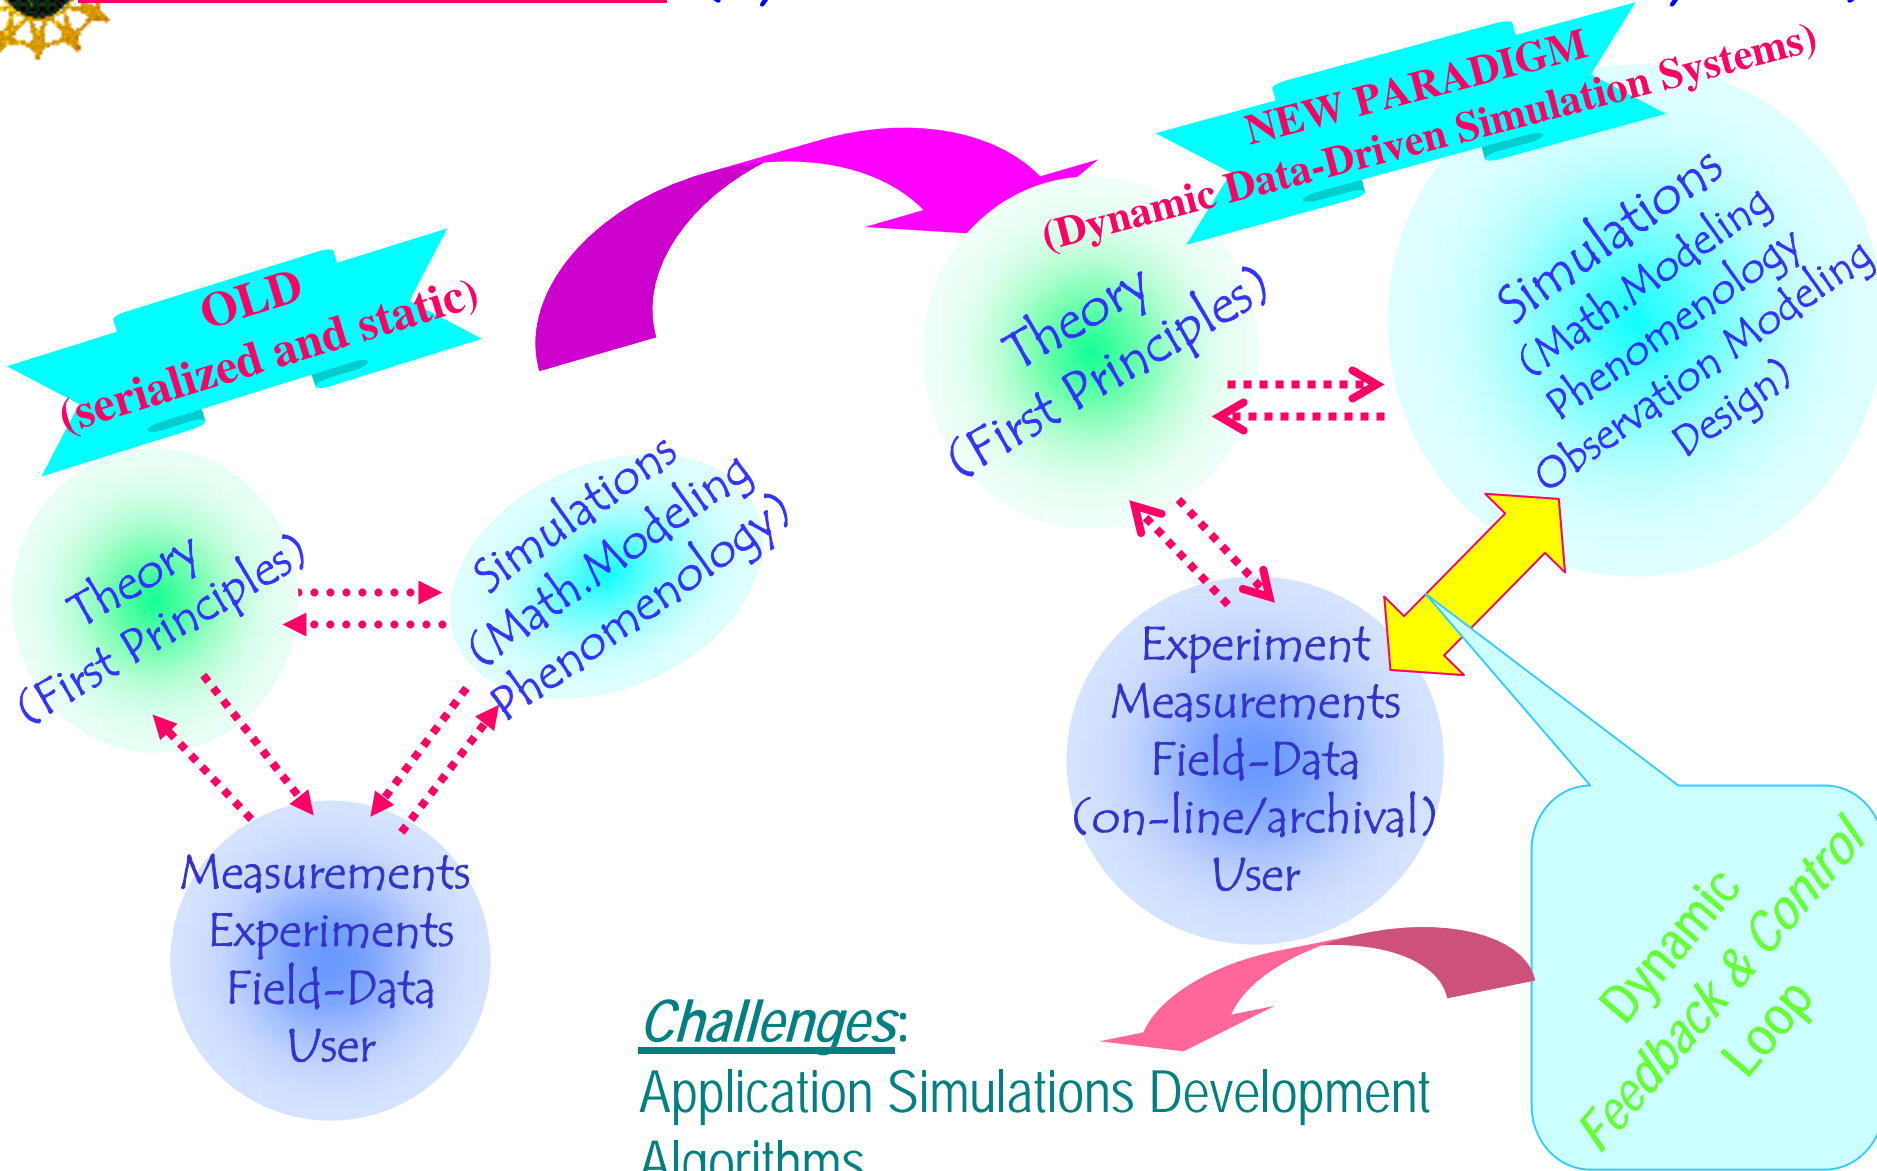 OLD
(serialized and static)
Theory
(First Principles)
Simulations
(Math.Modeling
Phenomenology)
Measurements
Experiments
Field-Data
User
NEW PARADIGM
(Dynamic Data-Driven Simulation Systems)
Theory
(First Principles)
Simulations
(Math.Modeling
Phenomenology
Observation Modeling
Design)
Experiment
Measurements
Field-Data
(on-line/archival)
User
Dynamic
Feedback & Control
Loop
Challenges:
Application Simulations Development
Algorithms